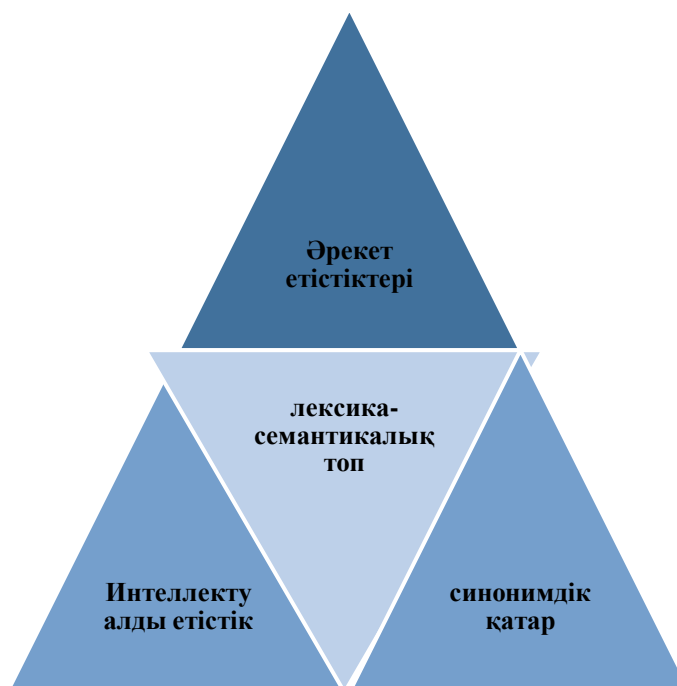 Әрекет
етістіктері
лексика-
семантикалық
топ
Интеллекту
алды етістік
синонимдік
қатар